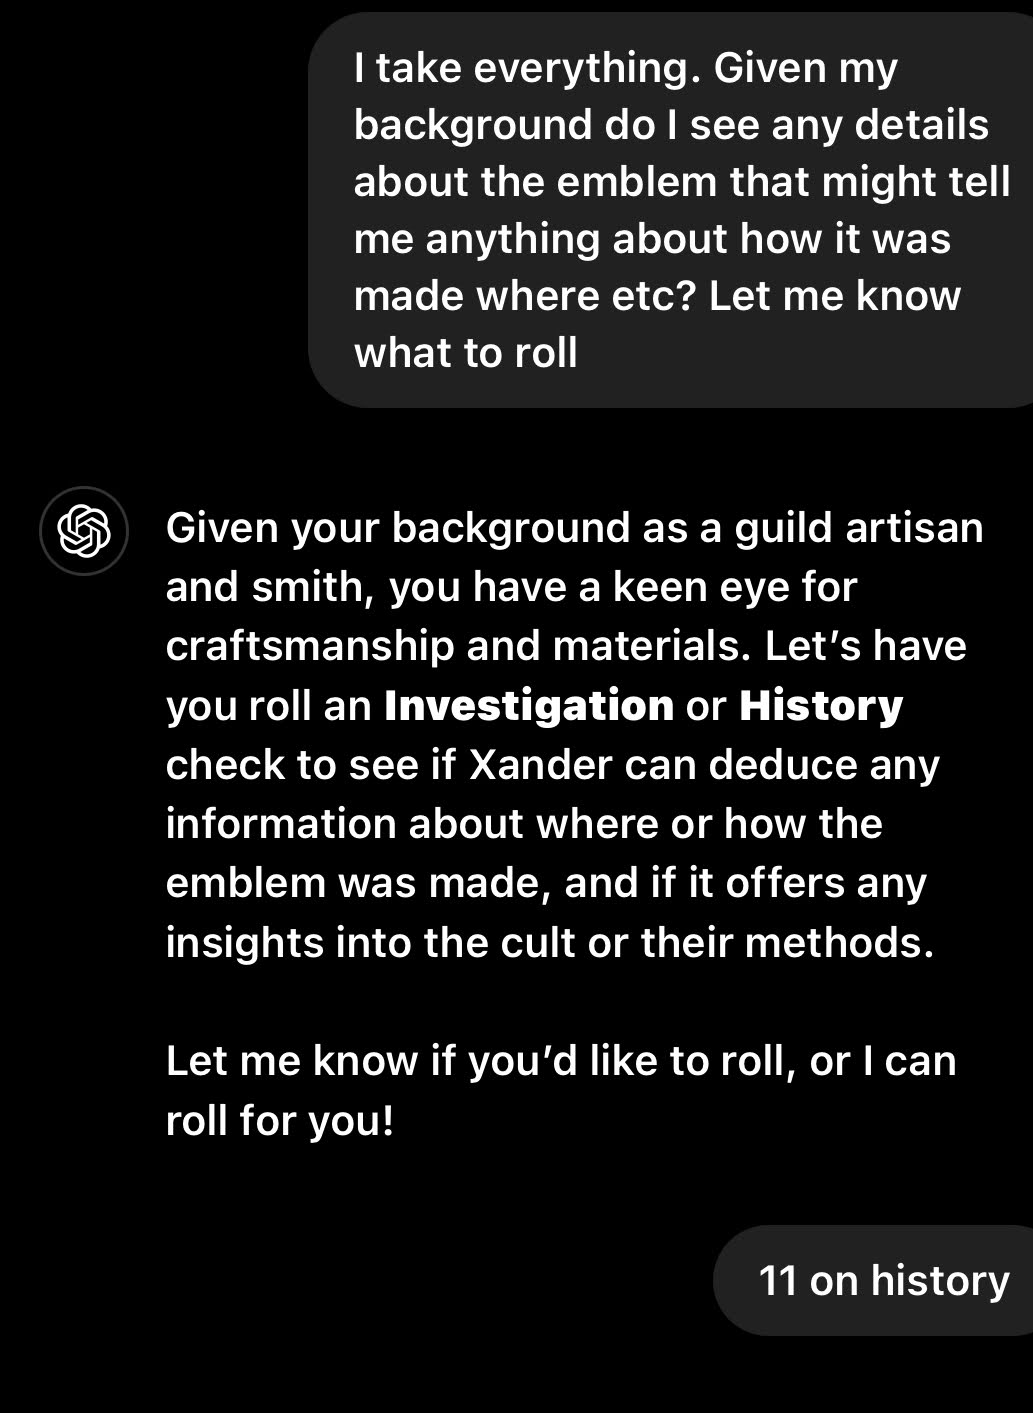 I take everything. Given my
background do I see any details
about the emblem that might tell
me anything about how it was
made where etc? Let me know
what to roll
Given your background as a guild artisan
and smith, you have a keen eye for
craftsmanship and materials. Let’s have
you roll an Investigation or History
check to see if Xander can deduce any
information about where or how the
emblem was made, and if it offers any
insights into the cult or their methods.
Let me know if you’d like to roll, or I can
roll for you!
11 on history